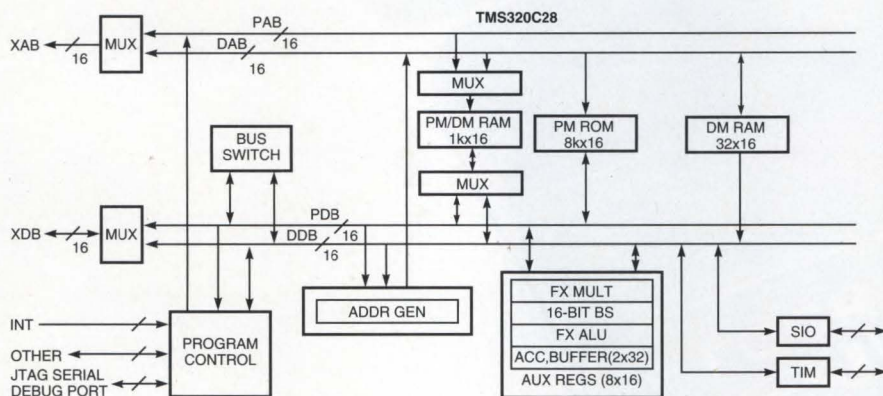 TMS320C28
PAB
16
XAB
16
MUX
DAB
16
MUX
PM/DM RAM
1kx16
PM ROM
8kx16
DM RAM
32x16
BUS
SWITCH
MUX
PDB
16
XDB
16
MUX
DDB
16
ADDR GEN
FX MULT
16-BIT BS
FX ALU
ACC,BUFFER(2x32)
AUX REGS (8x16)
INT
OTHER
JTAG SERIAL
DEBUG PORT
PROGRAM
CONTROL
SIO
TIM